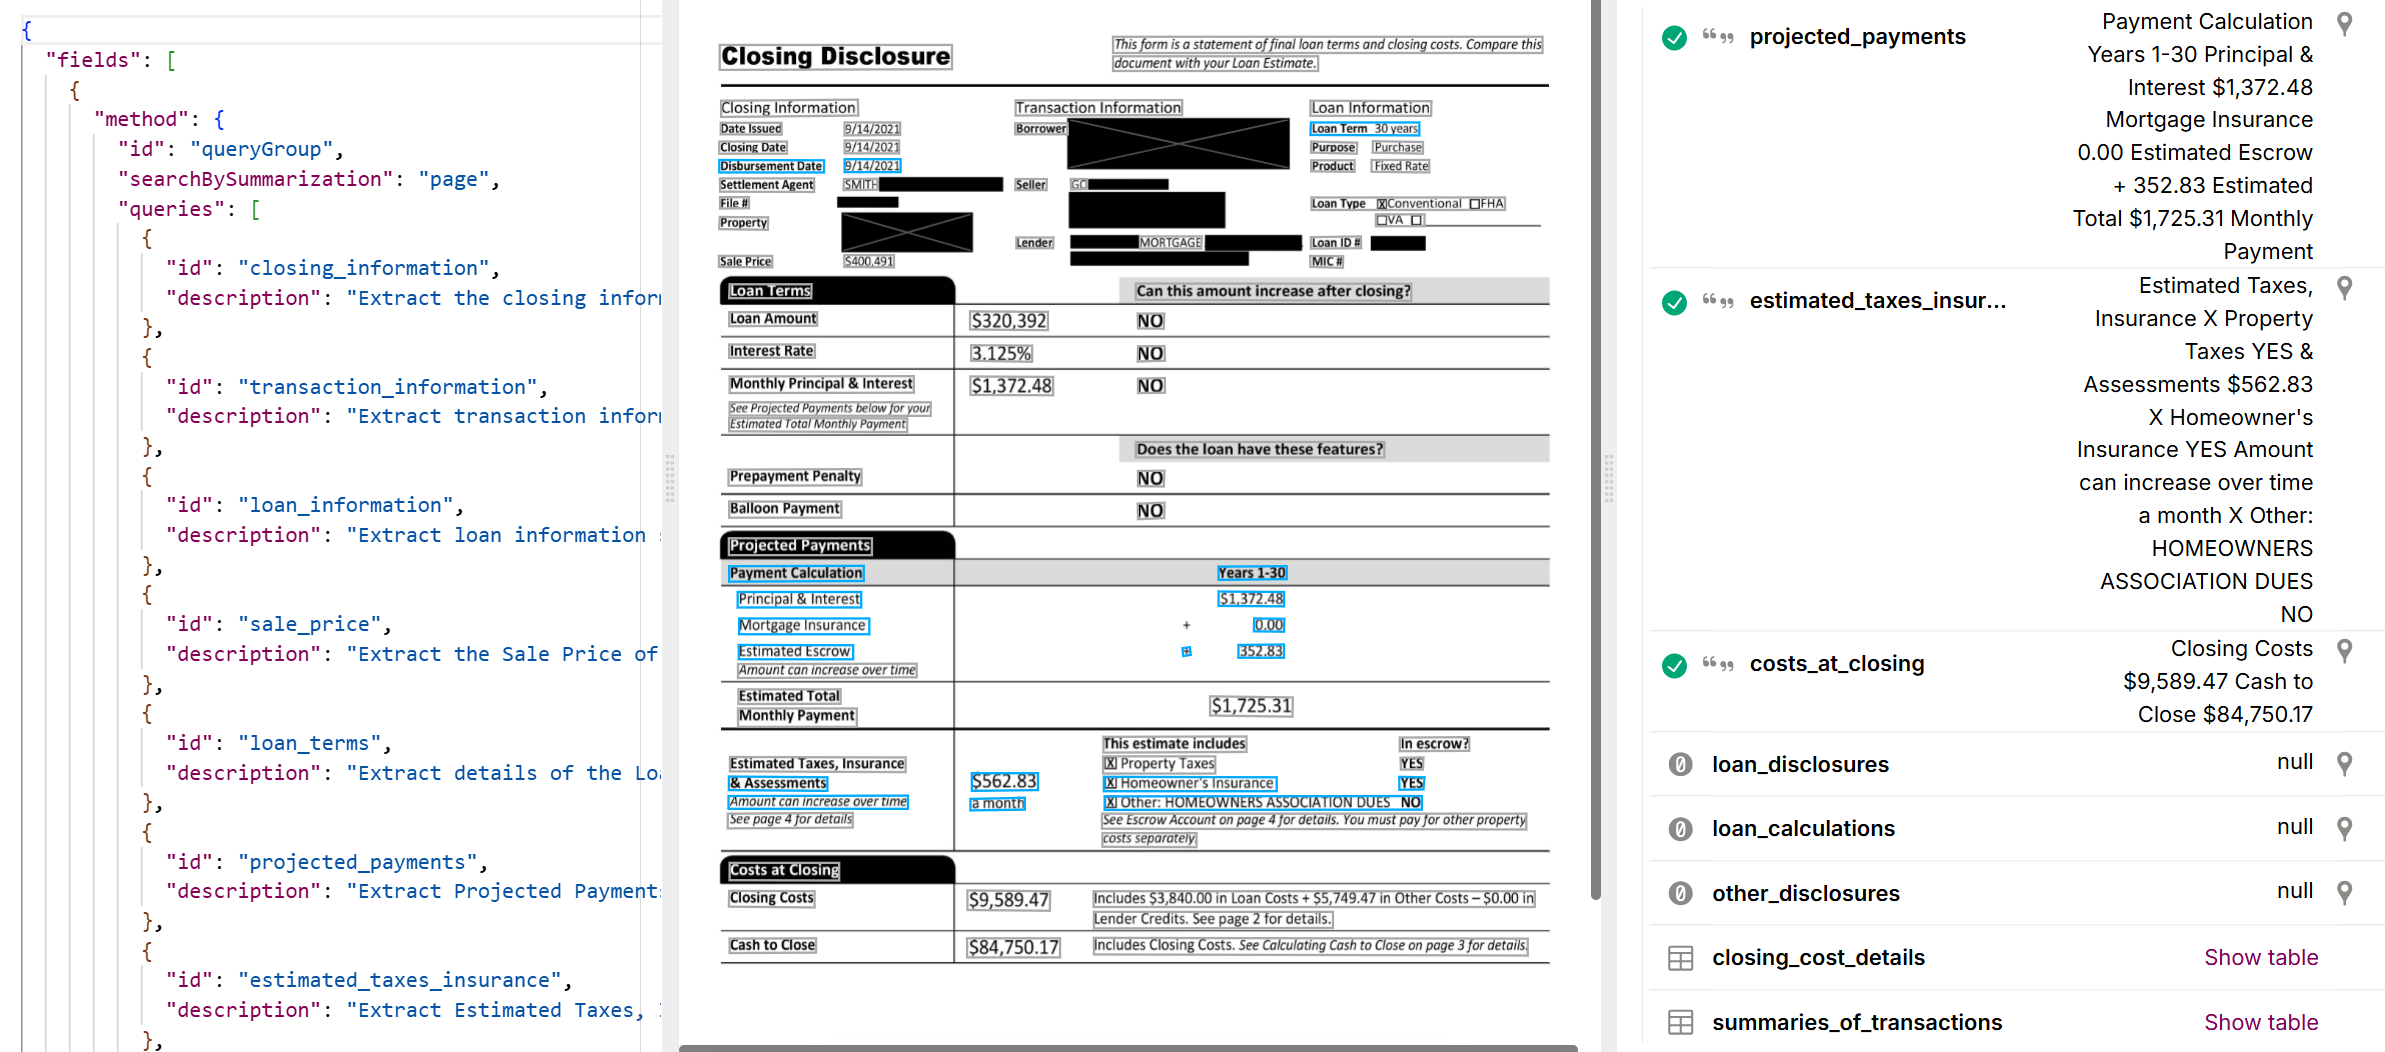 {
"fields": [
{
"method": {
"id": "queryGroup",
"searchBySummarization": "page",
"queries": [
{
"id": "closing_information",
"description": "Extract the closing infor
},
{
"id": "transaction_information",
"description": "Extract transaction infor
},
{
"id": "loan_information",
"description": "Extract loan information
},
{
"id": "sale_price",
"description": "Extract the Sale Price of
},
{
"id": "loan_terms",
"description": "Extract details of the Loa
},
{
"id": "projected_payments",
"description": "Extract Projected Payments
},
{
"id": "estimated_taxes_insurance",
"description": "Extract Estimated Taxes,
},
Closing Disclosure
This form is a statement of final loan terms and closing costs. Compare this
document with your Loan Estimate.
Closing Information
Date Issued 9/14/2021
Closing Date 9/14/2021
Disbursement Date 9/14/2021
Settlement Agent SMITH
File #
Property
Sale Price $400,491
Transaction Information
Borrower
Seller GO
Lender MORTGAGE
Loan Information
Loan Term 30 years
Purpose Purchase
Product Fixed Rate
Loan Type ☒Conventional ☐FHA
☐VA ☐
Loan ID #
MIC #
Loan Terms Can this amount increase after closing?
Loan Amount $320,392 NO
Interest Rate 3.125% NO
Monthly Principal & Interest $1,372.48 NO
See Projected Payments below for your
Estimated Total Monthly Payment
Does the loan have these features?
Prepayment Penalty NO
Balloon Payment NO
Projected Payments
Payment Calculation Years 1-30
Principal & Interest $1,372.48
Mortgage Insurance + 0.00
Estimated Escrow + 352.83
Amount can increase over time
Estimated Total
Monthly Payment $1,725.31
Estimated Taxes, Insurance
& Assessments
Amount can increase over time
See page 4 for details
$562.83
a month
This estimate includes In escrow?
☒ Property Taxes YES
☒ Homeowner's Insurance YES
☒ Other: HOMEOWNERS ASSOCIATION DUES NO
See Escrow Account on page 4 for details. You must pay for other property
costs separately
Costs at Closing
Closing Costs $9,589.47 Includes $3,840.00 in Loan Costs + $5,749.47 in Other Costs – $0.00 in
Lender Credits. See page 2 for details.
Cash to Close $84,750.17 Includes Closing Costs. See Calculating Cash to Close on page 3 for details.
projected_payments
Payment Calculation
Years 1-30 Principal &
Interest $1,372.48
Mortgage Insurance
0.00 Estimated Escrow
+ 352.83 Estimated
Total $1,725.31 Monthly
Payment
estimated_taxes_insur...
Estimated Taxes,
Insurance X Property
Taxes YES &
Assessments $562.83
X Homeowner's
Insurance YES Amount
can increase over time
a month X Other:
HOMEOWNERS
ASSOCIATION DUES
NO
costs_at_closing
Closing Costs
$9,589.47 Cash to
Close $84,750.17
loan_disclosures null
loan_calculations null
other_disclosures null
closing_cost_details Show table
summaries_of_transactions Show table